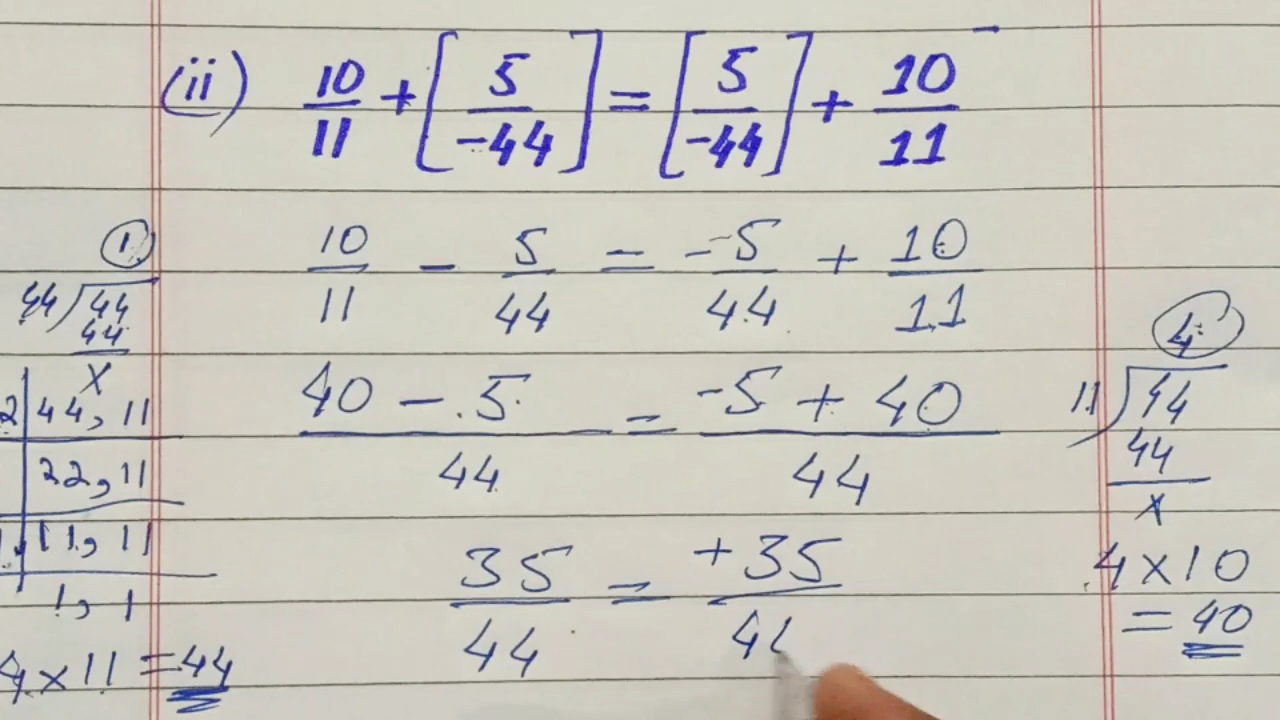 (ii) 10/11 + [5/-44] = [5/-44] + 10/11
10/11 - 5/44 = -5/44 + 10/11
40 - 5/44 = -5 + 40/44
35/44 = +35/44
1
44)44
44
x
2|44, 11
22, 11
11, 11
1, 1
4 x 11 = 44
4
11)44
44
x
4 x 10
= 40